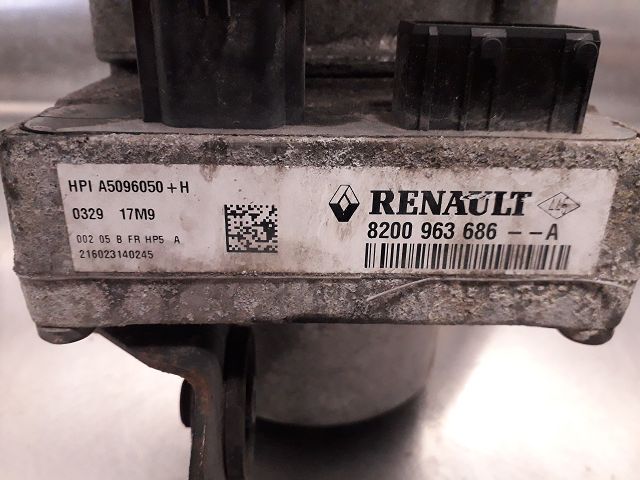 HPI A5096050+H
0329 17M9
002 05 B FR HP5 A
216023140245
RENAULT
8200 963 686 --A